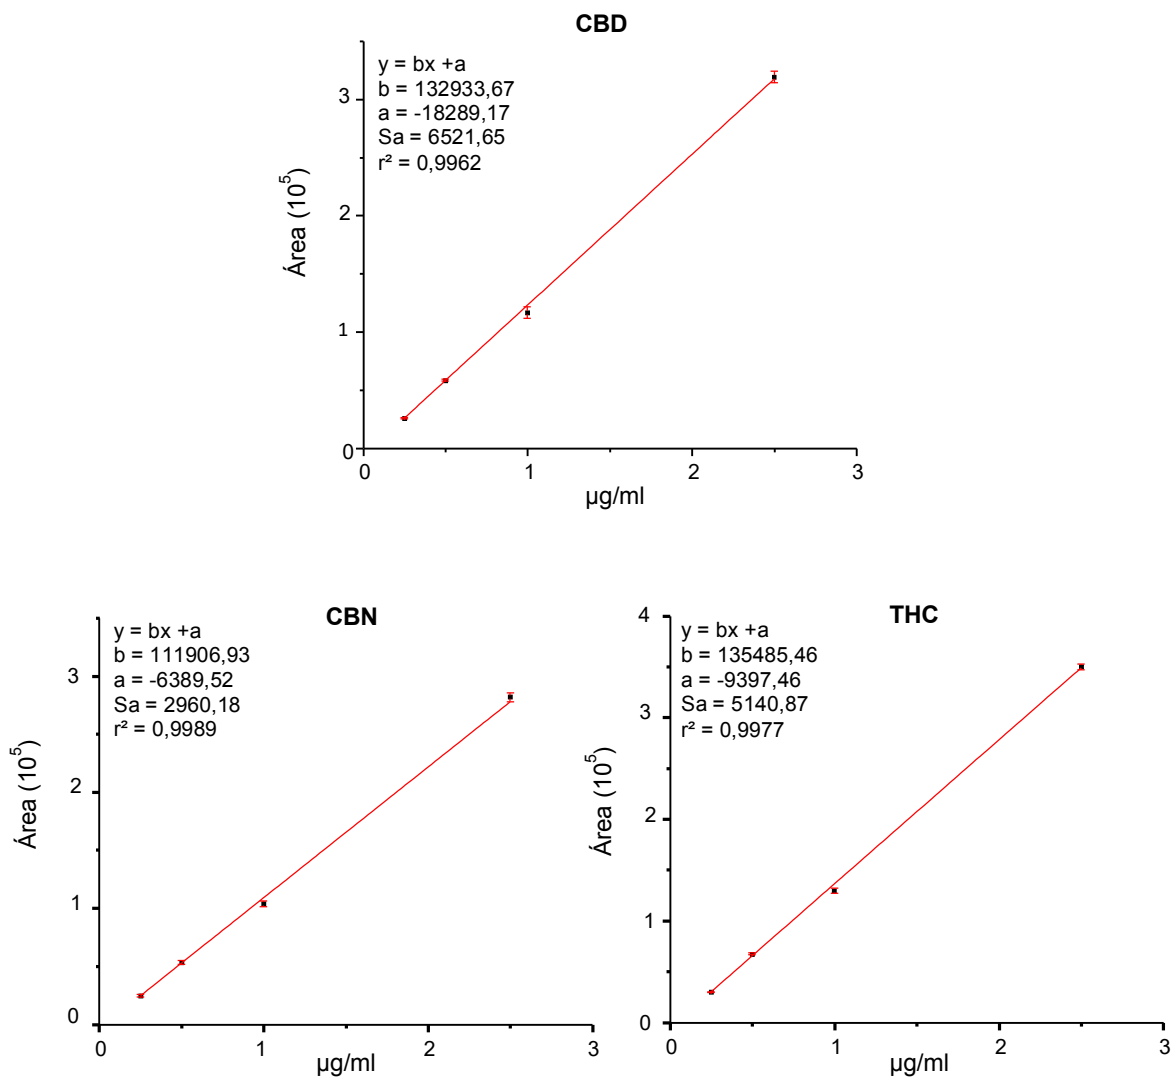 CBD
y = bx +a
b = 132933,67
a = -18289,17
Sa = 6521,65
r² = 0,9962
Área (10⁵)
3
2
1
0
0 1 2 3
µg/ml
CBN
y = bx +a
b = 111906,93
a = -6389,52
Sa = 2960,18
r² = 0,9989
Área (10⁵)
3
2
1
0
0 1 2 3
µg/ml
THC
y = bx +a
b = 135485,46
a = -9397,46
Sa = 5140,87
r² = 0,9977
Área (10⁵)
4
3
2
1
0
0 1 2 3
µg/ml